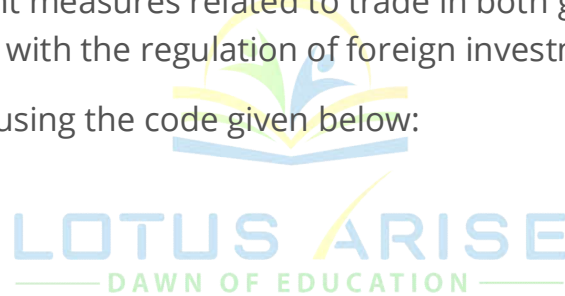 it measures related to trade in both g
with the regulation of foreign investr
using the code given below:
LOTUS ARISE
DAWN OF EDUCATION